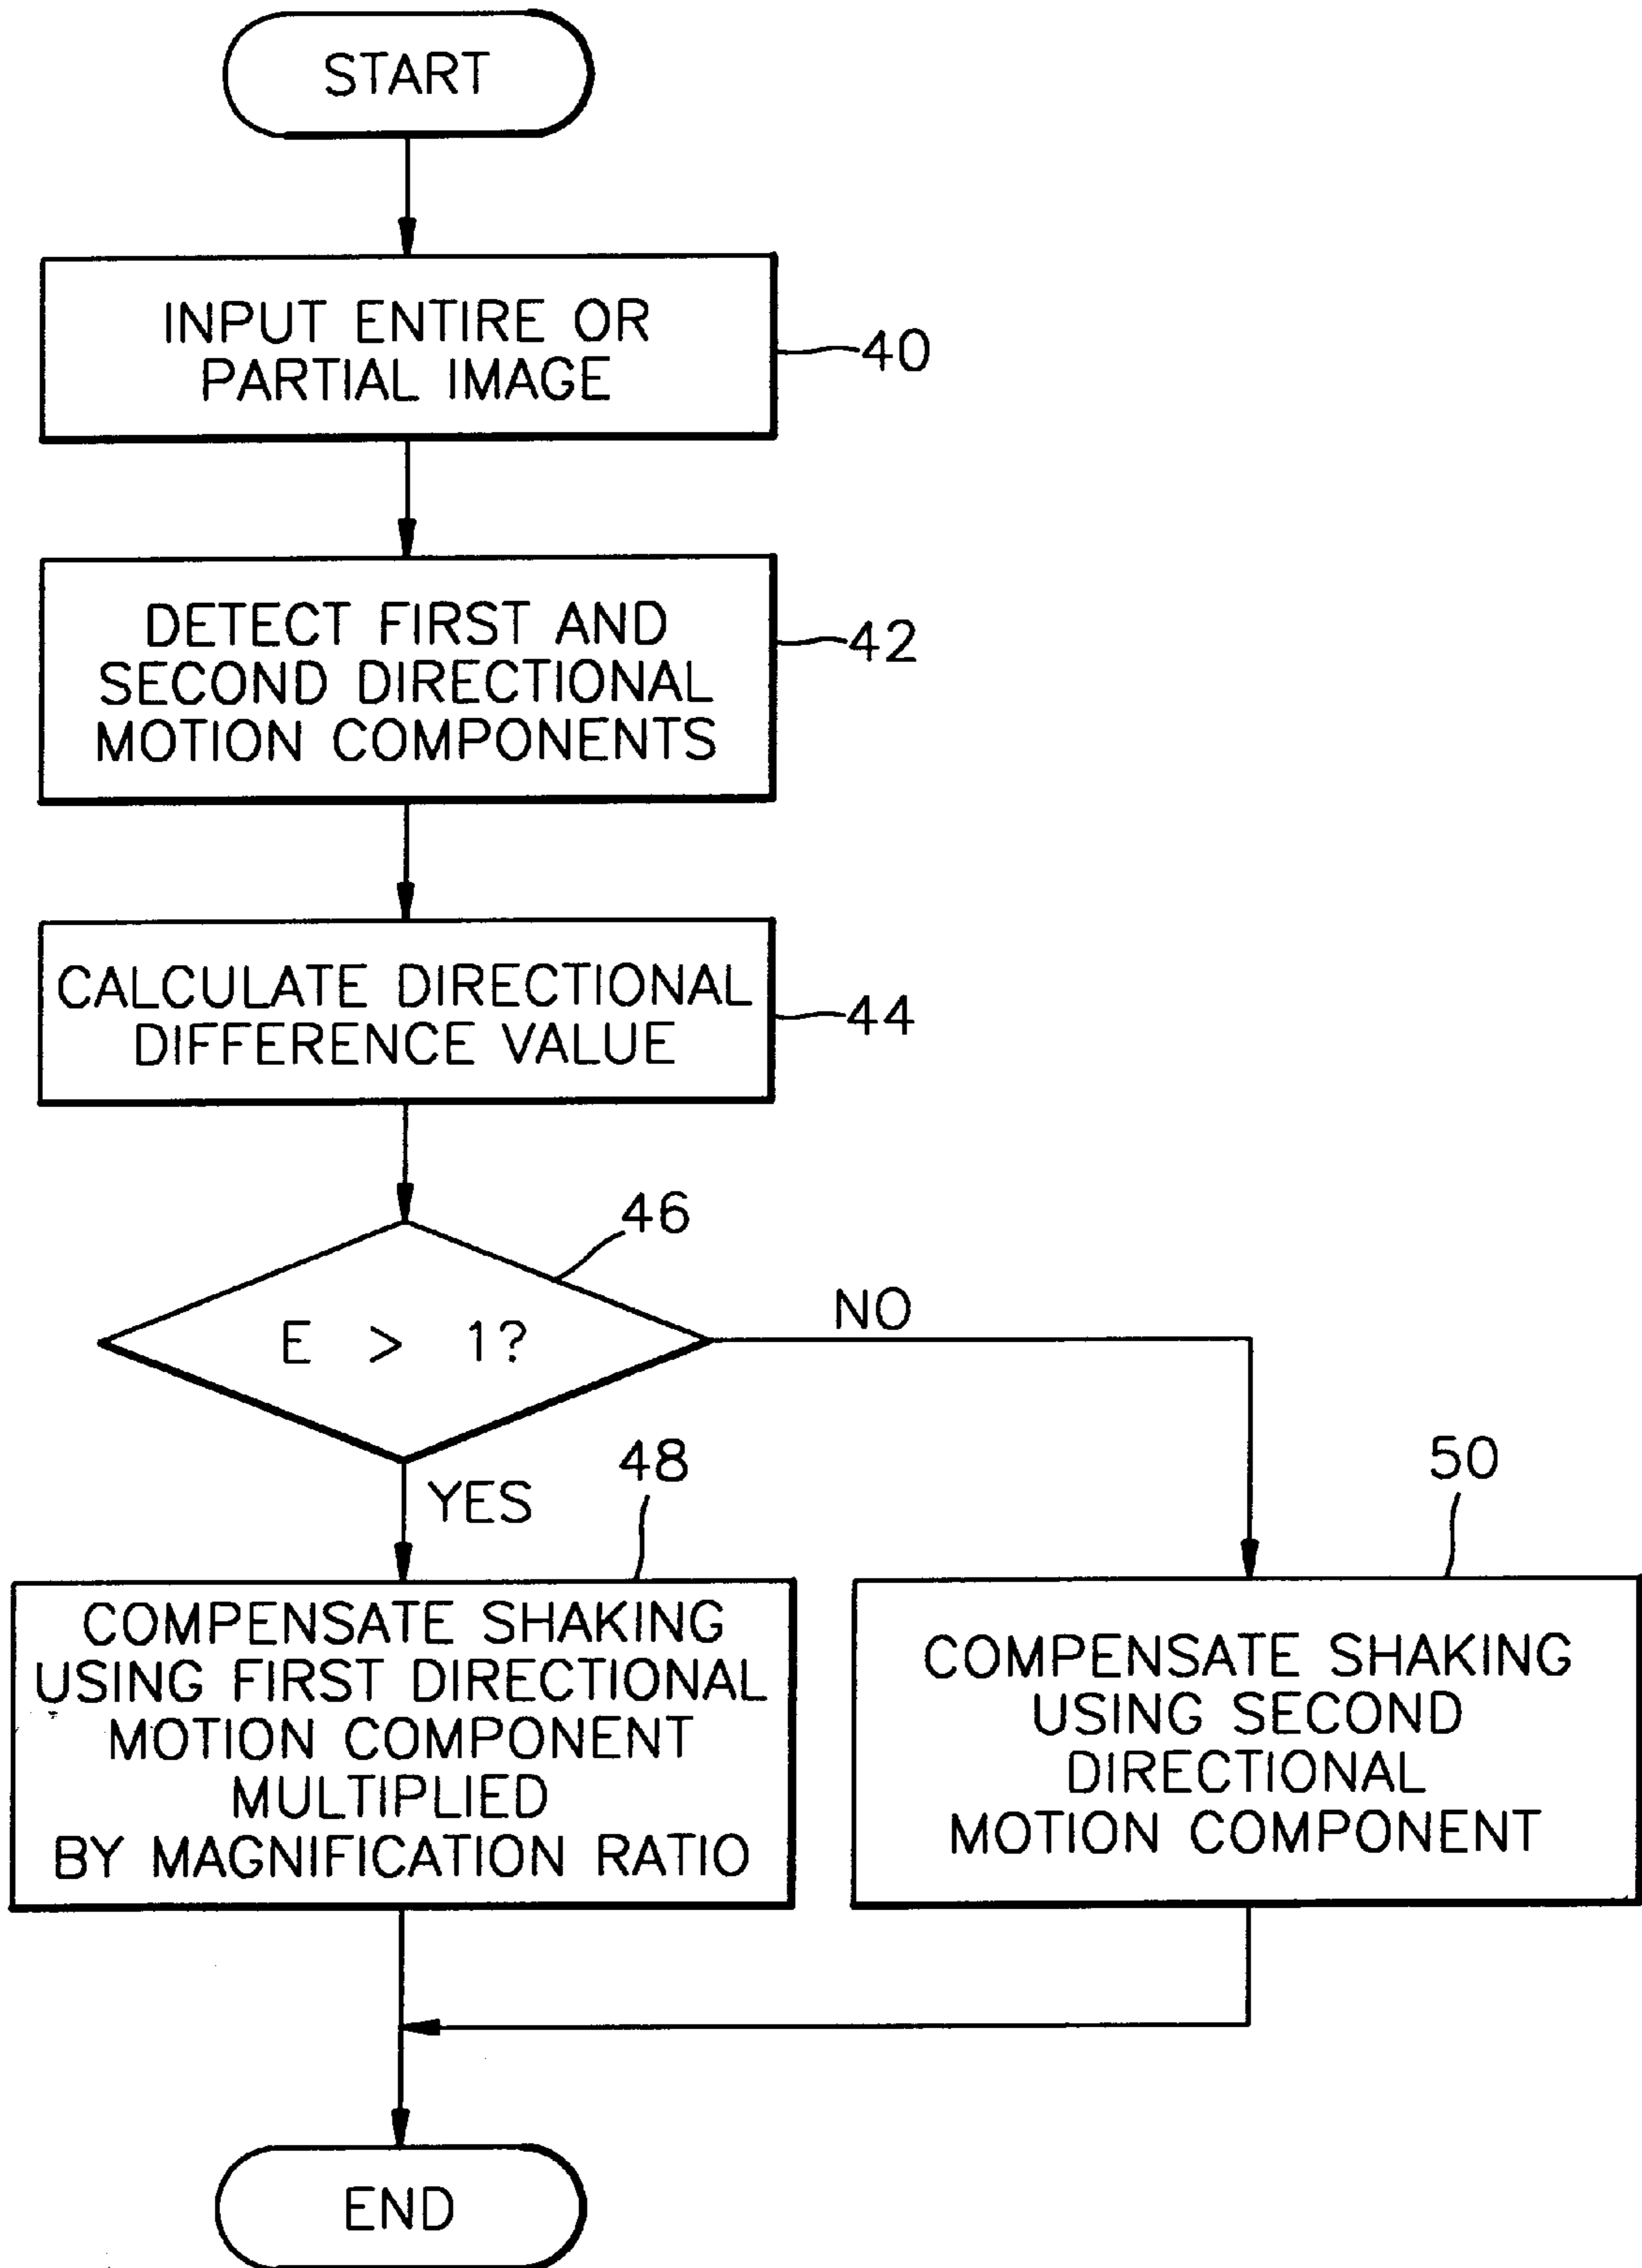 START
INPUT ENTIRE OR
PARTIAL IMAGE
40
DETECT FIRST AND
SECOND DIRECTIONAL
MOTION COMPONENTS
42
CALCULATE DIRECTIONAL
DIFFERENCE VALUE
44
46
E > 1?
NO
YES
48
COMPENSATE SHAKING
USING FIRST DIRECTIONAL
MOTION COMPONENT
MULTIPLIED
BY MAGNIFICATION RATIO
50
COMPENSATE SHAKING
USING SECOND
DIRECTIONAL
MOTION COMPONENT
END